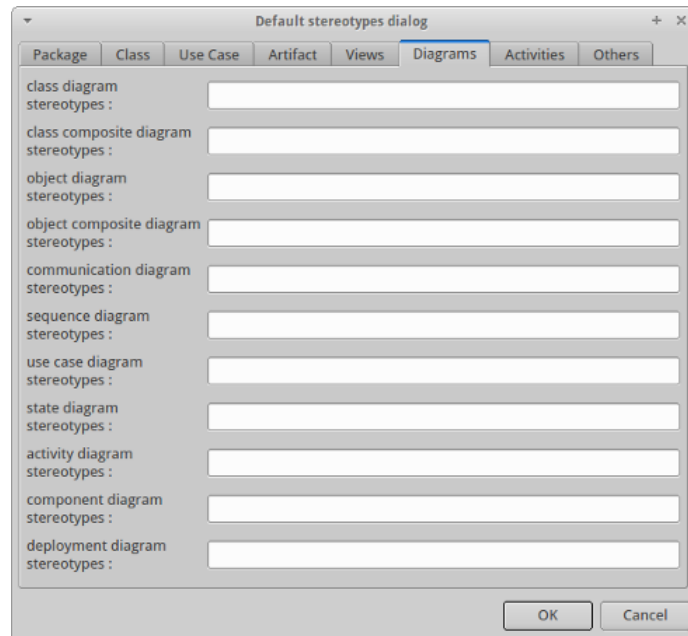 Default stereotypes dialog
Package Class Use Case Artifact Views Diagrams Activities Others
class diagram
stereotypes :
class composite diagram
stereotypes :
object diagram
stereotypes :
object composite diagram
stereotypes :
communication diagram
stereotypes :
sequence diagram
stereotypes :
use case diagram
stereotypes :
state diagram
stereotypes :
activity diagram
stereotypes :
component diagram
stereotypes :
deployment diagram
stereotypes :
OK Cancel